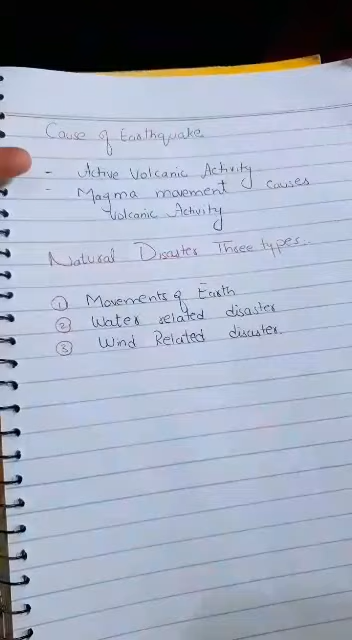 Cause of Earthquake.
- Active Volcanic Activity
- Magma movement causes
Volcanic Activity
Natural Disaster Three types.
① Movements of Earth
② Water related disaster
③ Wind Related disaster.